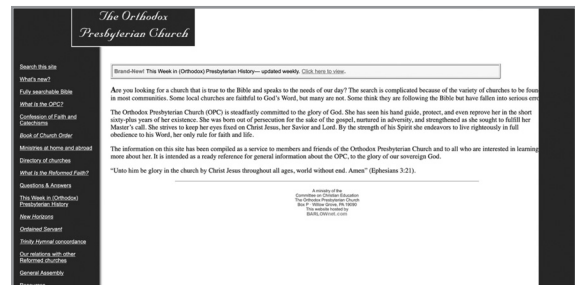 The Orthodox
Presbyterian Church
Search this site
What's new?
Fully searchable Bible
What Is the OPC?
Confession of Faith and
Catechisms
Book of Church Order
Ministries at home and abroad
Directory of churches
What Is the Reformed Faith?
Questions & Answers
This Week in (Orthodox)
Presbyterian History
New Horizons
Ordained Servant
Trinity Hymnal concordance
Our relations with other
Reformed churches
General Assembly
Brand-New! This Week in (Orthodox) Presbyterian History— updated weekly. Click here to view.
Are you looking for a church that is true to the Bible and speaks to the needs of our day? The search is complicated because of the variety of churches to be foun
in most communities. Some local churches are faithful to God's Word, but many are not. Some think they are following the Bible but have fallen into serious erro
The Orthodox Presbyterian Church (OPC) is steadfastly committed to the glory of God. She has seen his hand guide, protect, and even reprove her in the short
sixty-plus years of her existence. She was born out of persecution for the sake of the gospel, nurtured in adversity, and strengthened as she sought to fulfill her
Master's call. She strives to keep her eyes fixed on Christ Jesus, her Savior and Lord. By the strength of his Spirit she endeavors to live righteously in full
obedience to his Word, her only rule for faith and life.
The information on this site has been compiled as a service to members and friends of the Orthodox Presbyterian Church and to all who are interested in learning
more about her. It is intended as a ready reference for general information about the OPC, to the glory of our sovereign God.
"Unto him be glory in the church by Christ Jesus throughout all ages, world without end. Amen" (Ephesians 3:21).
A ministry of the
Committee on Christian Education
The Orthodox Presbyterian Church
Box P · Willow Grove, PA 19090
This website hosted by
BARLOWnet.com